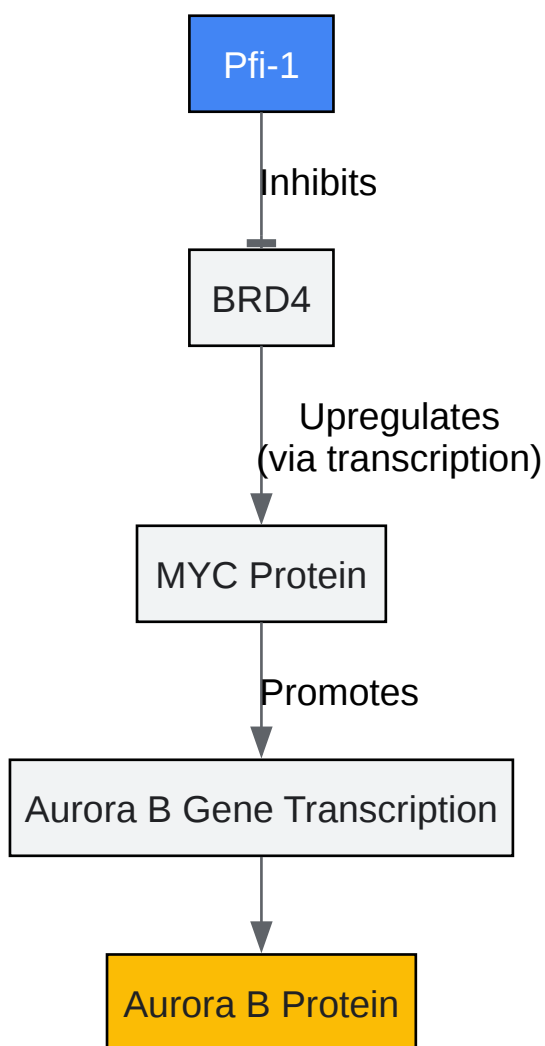 Pfi-1
Inhibits
BRD4
Upregulates
(via transcription)
MYC Protein
Promotes
Aurora B Gene Transcription
Aurora B Protein